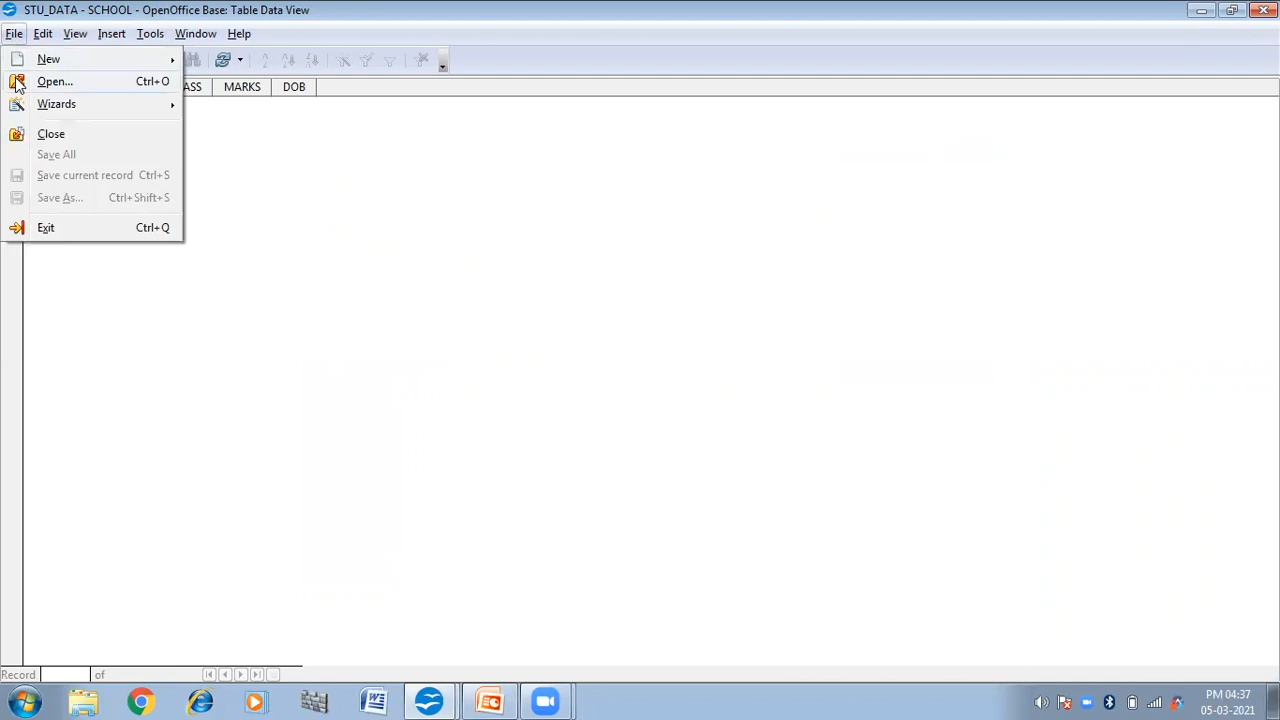 STU_DATA - SCHOOL - OpenOffice Base: Table Data View
File Edit View Insert Tools Window Help
New
Open... Ctrl+O
ASS MARKS DOB
Wizards
Close
Save All
Save current record Ctrl+S
Save As... Ctrl+Shift+S
Exit Ctrl+Q
Record of
PM 04:37
05-03-2021